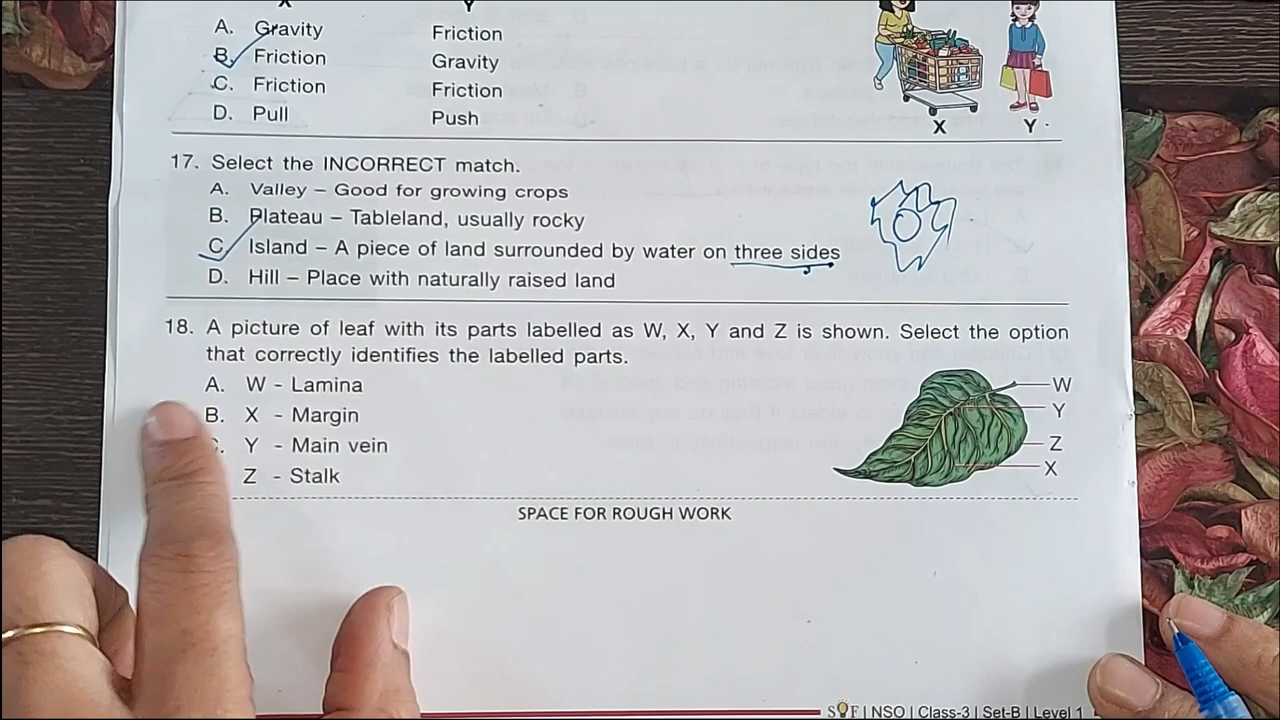 X Y
A. Gravity Friction
B. Friction Gravity
C. Friction Friction
D. Pull Push
X Y
17. Select the INCORRECT match.
A. Valley – Good for growing crops
B. Plateau – Tableland, usually rocky
C. Island – A piece of land surrounded by water on three sides
D. Hill – Place with naturally raised land
18. A picture of leaf with its parts labelled as W, X, Y and Z is shown. Select the option
that correctly identifies the labelled parts.
A. W - Lamina
B. X - Margin
C. Y - Main vein
Z - Stalk
W
Y
Z
X
SPACE FOR ROUGH WORK
SOF | NSO | Class-3 | Set-B | Level 1